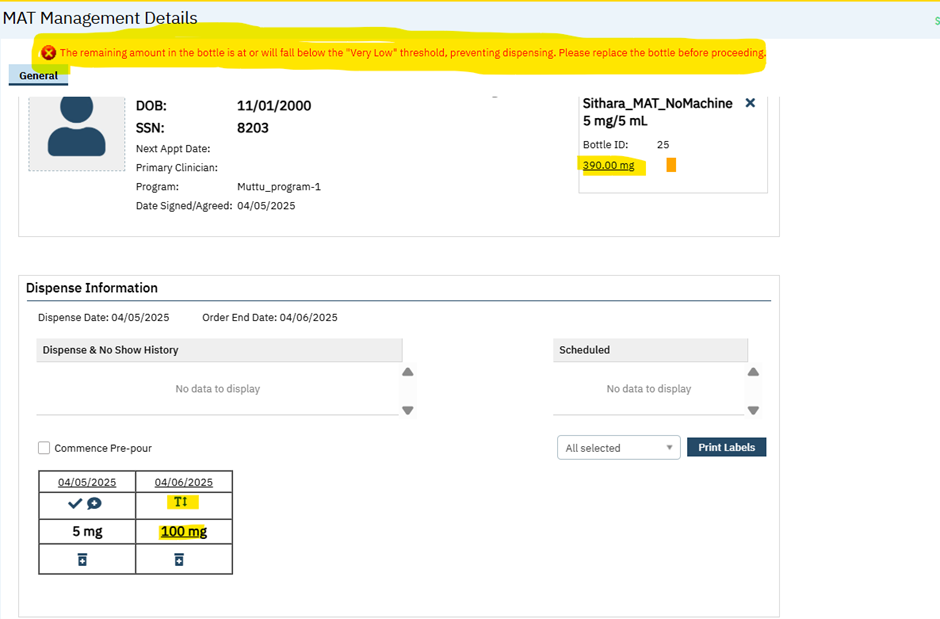 MAT Management Details
The remaining amount in the bottle is at or will fall below the "Very Low" threshold, preventing dispensing. Please replace the bottle before proceeding.
General
DOB: 11/01/2000
SSN: 8203
Next Appt Date:
Primary Clinician:
Program: Muttu_program-1
Date Signed/Agreed: 04/05/2025
Sithara_MAT_NoMachine
5 mg/5 mL
Bottle ID: 25
390.00 mg
Dispense Information
Dispense Date: 04/05/2025 Order End Date: 04/06/2025
Dispense & No Show History
No data to display
Scheduled
No data to display
Commence Pre-pour
All selected
Print Labels
04/05/2025 04/06/2025
5 mg 100 mg